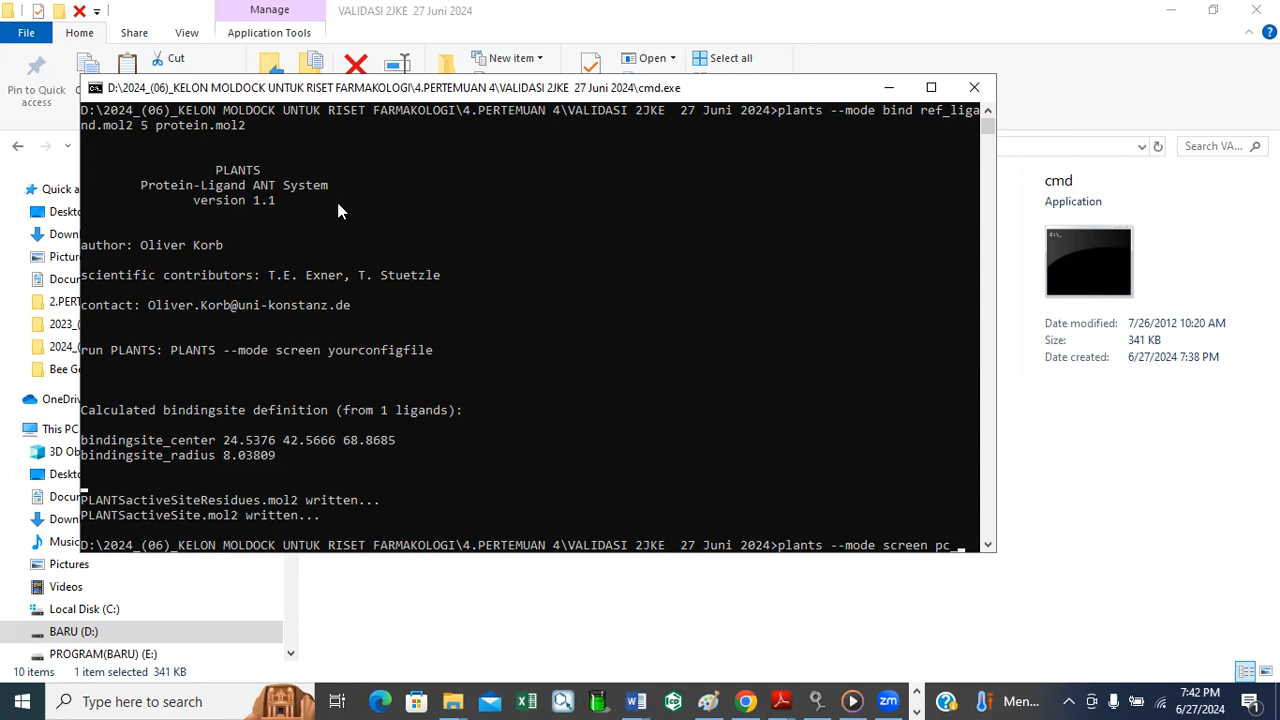 Manage
VALIDASI 2JKE 27 Juni 2024
File
Home
Share
View
Application Tools
Pin to Quick
access
Cut
New item
Open
Select all
D:\2024_(06)_KELON MOLDOCK UNTUK RISET FARMAKOLOGI\4.PERTEMUAN 4\VALIDASI 2JKE  27 Juni 2024\cmd.exe
D:\2024_(06)_KELON MOLDOCK UNTUK RISET FARMAKOLOGI\4.PERTEMUAN 4\VALIDASI 2JKE  27 Juni 2024>plants --mode bind ref_liga
nd.mol2 5 protein.mol2
PLANTS
Protein-Ligand ANT System
version 1.1
author: Oliver Korb
scientific contributors: T.E. Exner, T. Stuetzle
contact: Oliver.Korb@uni-konstanz.de
run PLANTS: PLANTS --mode screen yourconfigfile
Calculated bindingsite definition (from 1 ligands):
bindingsite_center 24.5376 42.5666 68.8685
bindingsite_radius 8.03809
PLANTSactiveSiteResidues.mol2 written...
PLANTSactiveSite.mol2 written...
D:\2024_(06)_KELON MOLDOCK UNTUK RISET FARMAKOLOGI\4.PERTEMUAN 4\VALIDASI 2JKE  27 Juni 2024>plants --mode screen pc_
Search VA...
Quick a
Deskto
Down
Picture
Docun
2.PERT
2023_(
2024_(
Bee Ge
OneDriv
This PC
3D Ob
Deskto
Docun
Down
Music
Pictures
Videos
Local Disk (C:)
BARU (D:)
PROGRAM(BARU) (E:)
cmd
Application
Date modified: 7/26/2012 10:20 AM
Size: 341 KB
Date created: 6/27/2024 7:38 PM
10 items
1 item selected 341 KB
Type here to search
Men...
7:42 PM
6/27/2024